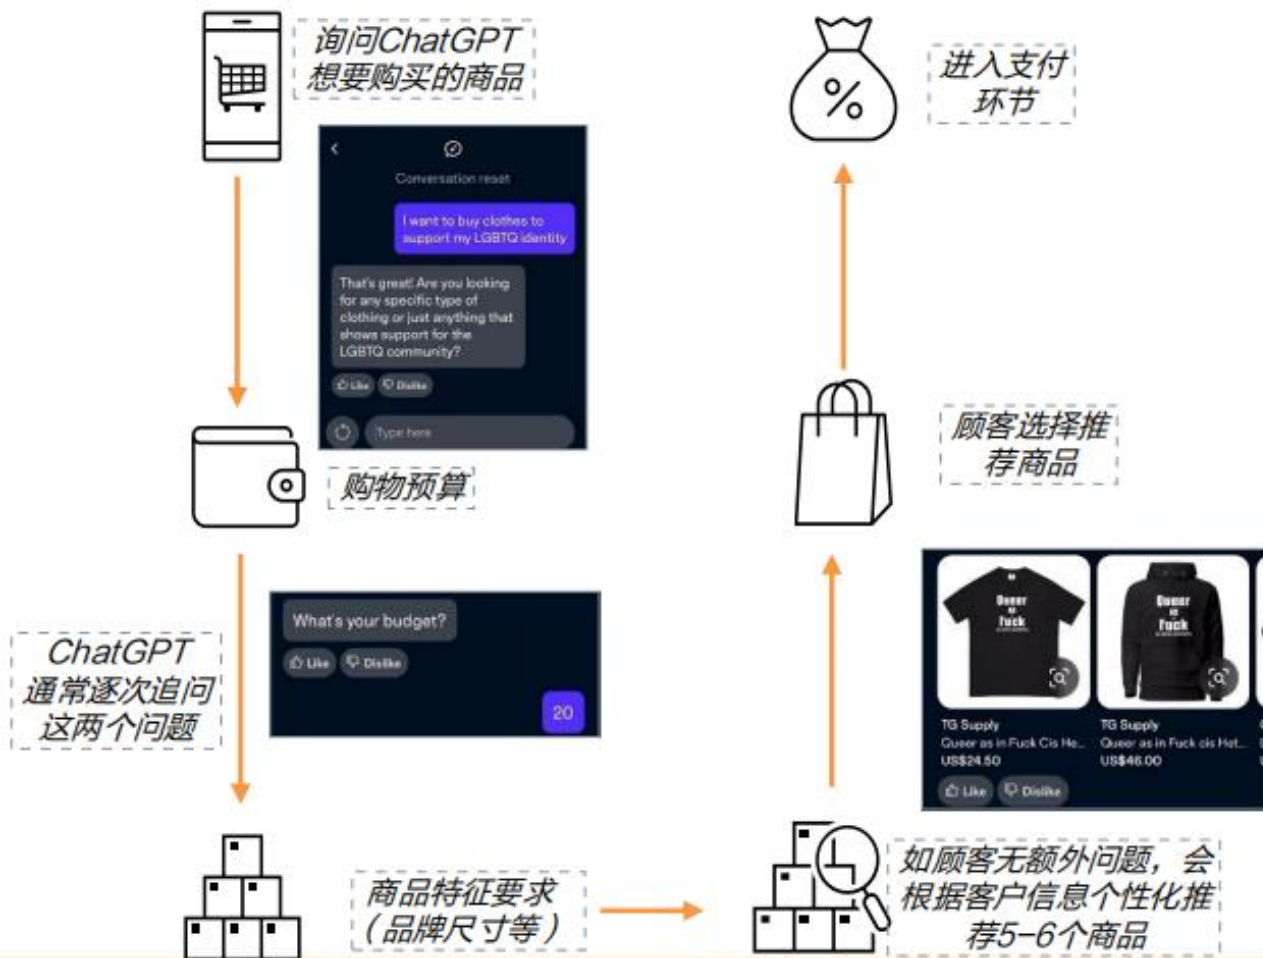 询问ChatGPT
想要购买的商品
Conversation reset
I want to buy clothes to
support my LGBTQ identity
That's great! Are you looking
for any specific type of
clothing or just anything that
shows support for the
LGBTQ community?
Like
Dislike
Type here
购物预算
ChatGPT
通常逐次追问
这两个问题
What's your budget?
Like
Dislike
20
商品特征要求
（品牌尺寸等）
如顾客无额外问题，会
根据客户信息个性化推
荐5-6个商品
Queer
as
Fuck
Queer
as
Fuck
TG Supply
Queer as in Fuck Cis He...
US$24.50
TG Supply
Queer as in Fuck cis Het...
US$46.00
Like
Dislike
顾客选择推
荐商品
进入支付
环节
%